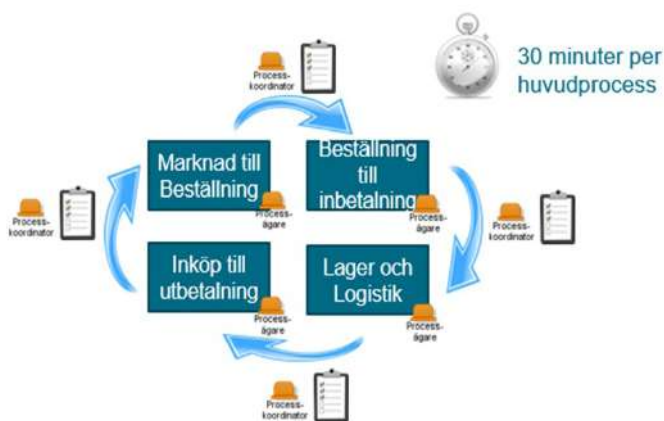 30 minuter per
huvudprocess
Process-
koordinator
Marknad till
Beställning
Process-
ägare
Beställning
till
inbetalning
Process-
ägare
Process-
koordinator
Process-
koordinator
Inköp till
utbetalning
Process-
ägare
Lager och
Logistik
Process-
ägare
Process-
koordinator